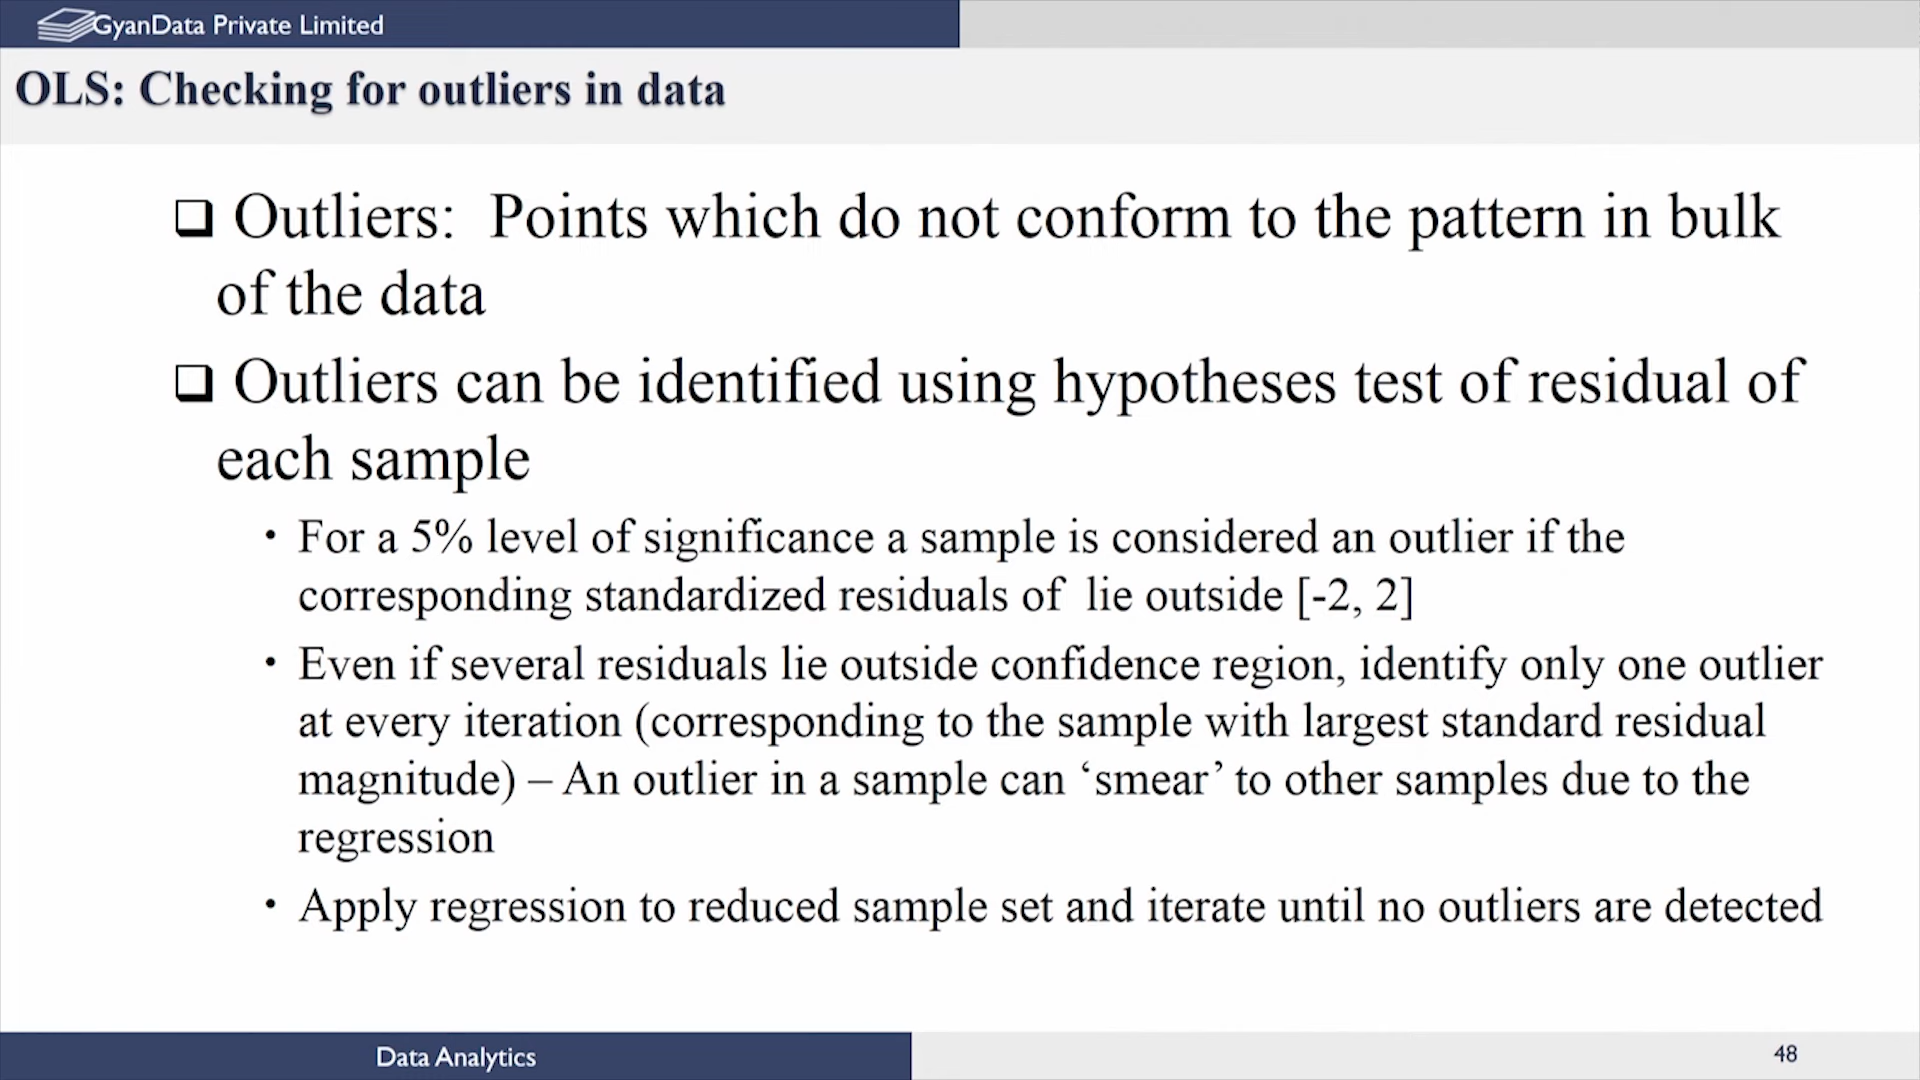 GyanData Private Limited
OLS: Checking for outliers in data
❑ Outliers: Points which do not conform to the pattern in bulk
of the data
❑ Outliers can be identified using hypotheses test of residual of
each sample
• For a 5% level of significance a sample is considered an outlier if the
corresponding standardized residuals of lie outside [-2, 2]
• Even if several residuals lie outside confidence region, identify only one outlier
at every iteration (corresponding to the sample with largest standard residual
magnitude) – An outlier in a sample can ‘smear’ to other samples due to the
regression
• Apply regression to reduced sample set and iterate until no outliers are detected
Data Analytics
48